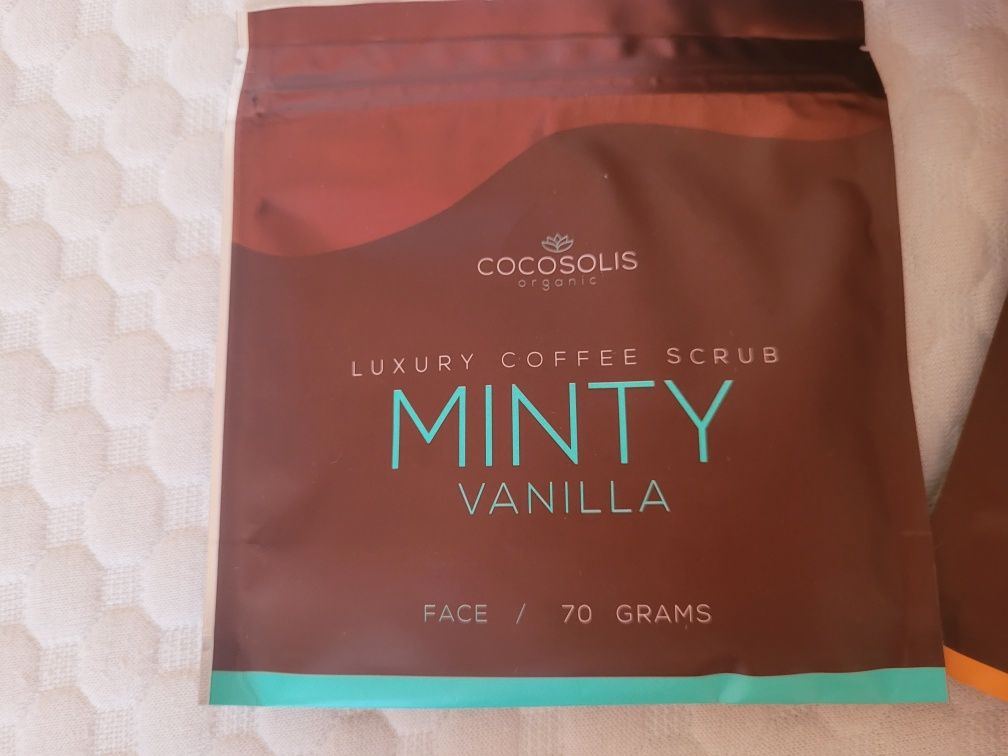 COCOSOLIS
organic
LUXURY COFFEE SCRUB
MINTY
VANILLA
FACE / 70 GRAMS